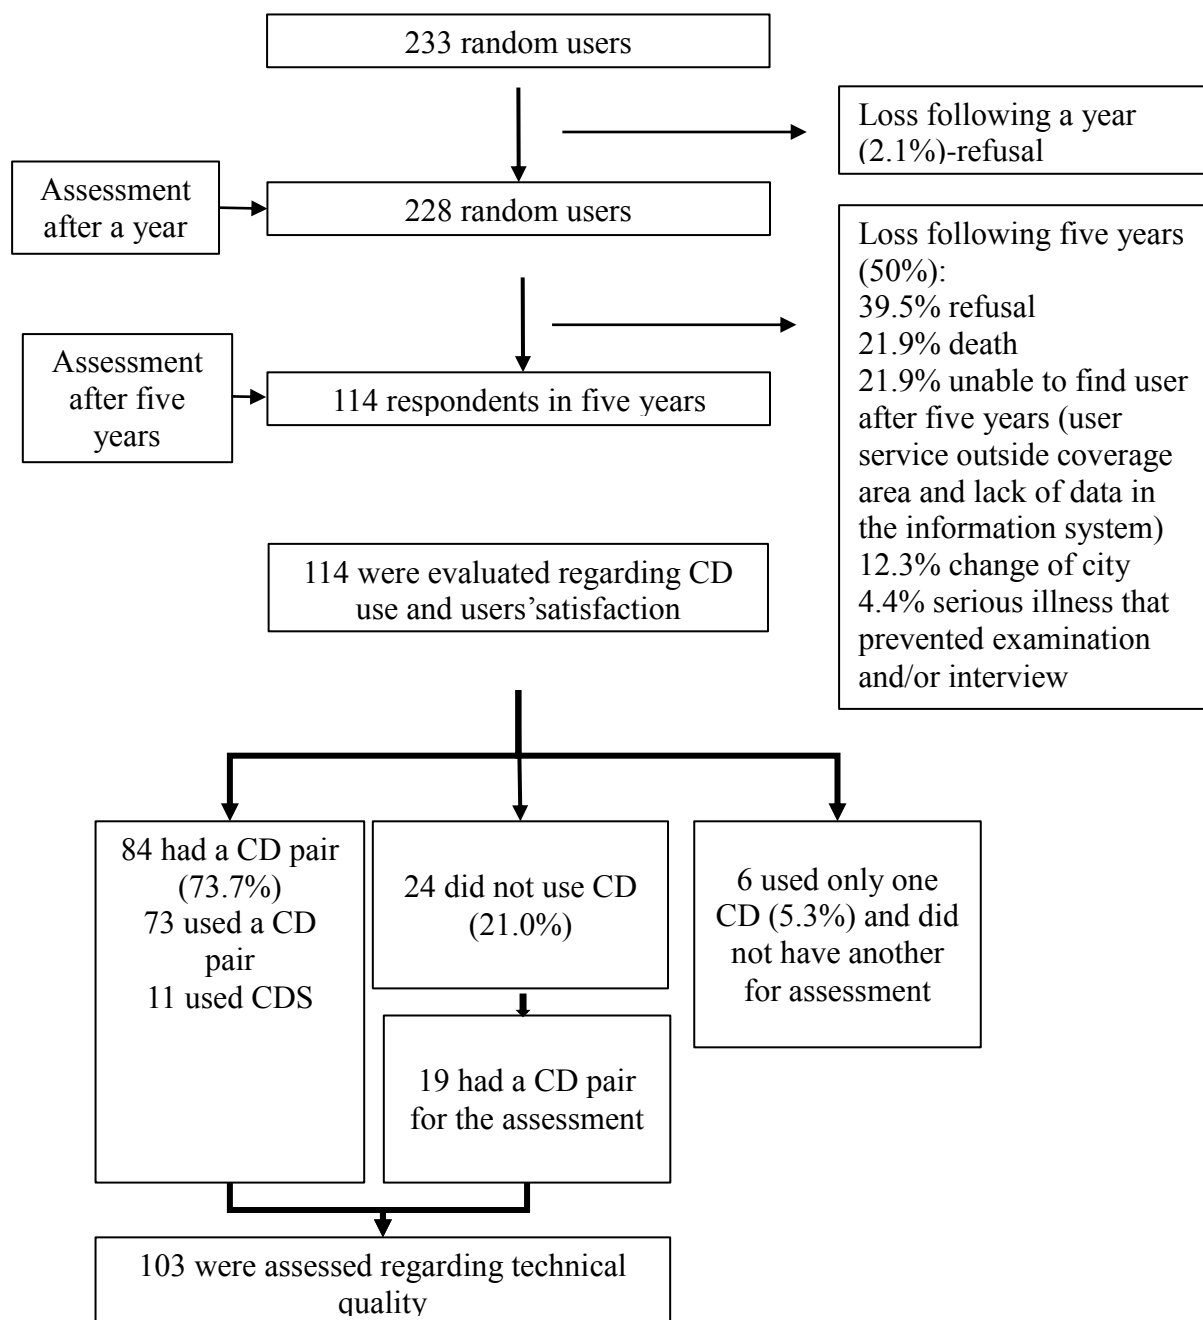 233 random users
Loss following a year
(2.1%)-refusal
Assessment
after a year
228 random users
Loss following five years
(50%):
39.5% refusal
21.9% death
21.9% unable to find user
after five years (user
service outside coverage
area and lack of data in
the information system)
12.3% change of city
4.4% serious illness that
prevented examination
and/or interview
Assessment
after five
years
114 respondents in five years
114 were evaluated regarding CD
use and users’satisfaction
84 had a CD pair
(73.7%)
73 used a CD
pair
11 used CDS
24 did not use CD
(21.0%)
6 used only one
CD (5.3%) and did
not have another
for assessment
19 had a CD pair
for the assessment
103 were assessed regarding technical
quality